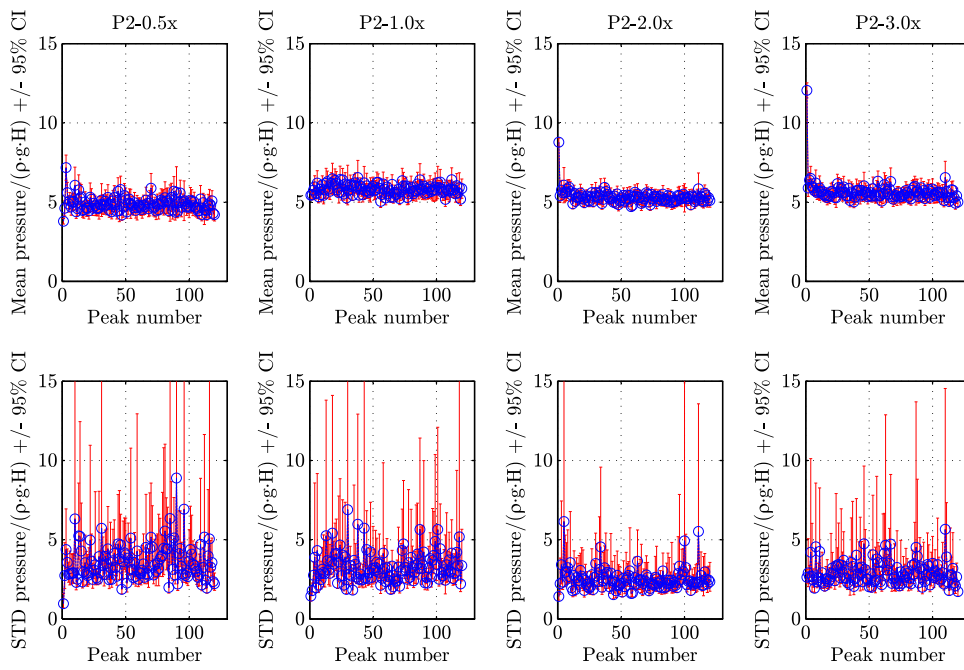 P2-0.5x P2-1.0x P2-2.0x P2-3.0x
Mean pressure/(ρ·g·H) +/- 95% CI
15
10
5
0
0 50 100
Peak number
Mean pressure/(ρ·g·H) +/- 95% CI
15
10
5
0
0 50 100
Peak number
Mean pressure/(ρ·g·H) +/- 95% CI
15
10
5
0
0 50 100
Peak number
Mean pressure/(ρ·g·H) +/- 95% CI
15
10
5
0
0 50 100
Peak number
STD pressure/(ρ·g·H) +/- 95% CI
15
10
5
0
0 50 100
Peak number
STD pressure/(ρ·g·H) +/- 95% CI
15
10
5
0
0 50 100
Peak number
STD pressure/(ρ·g·H) +/- 95% CI
15
10
5
0
0 50 100
Peak number
STD pressure/(ρ·g·H) +/- 95% CI
15
10
5
0
0 50 100
Peak number